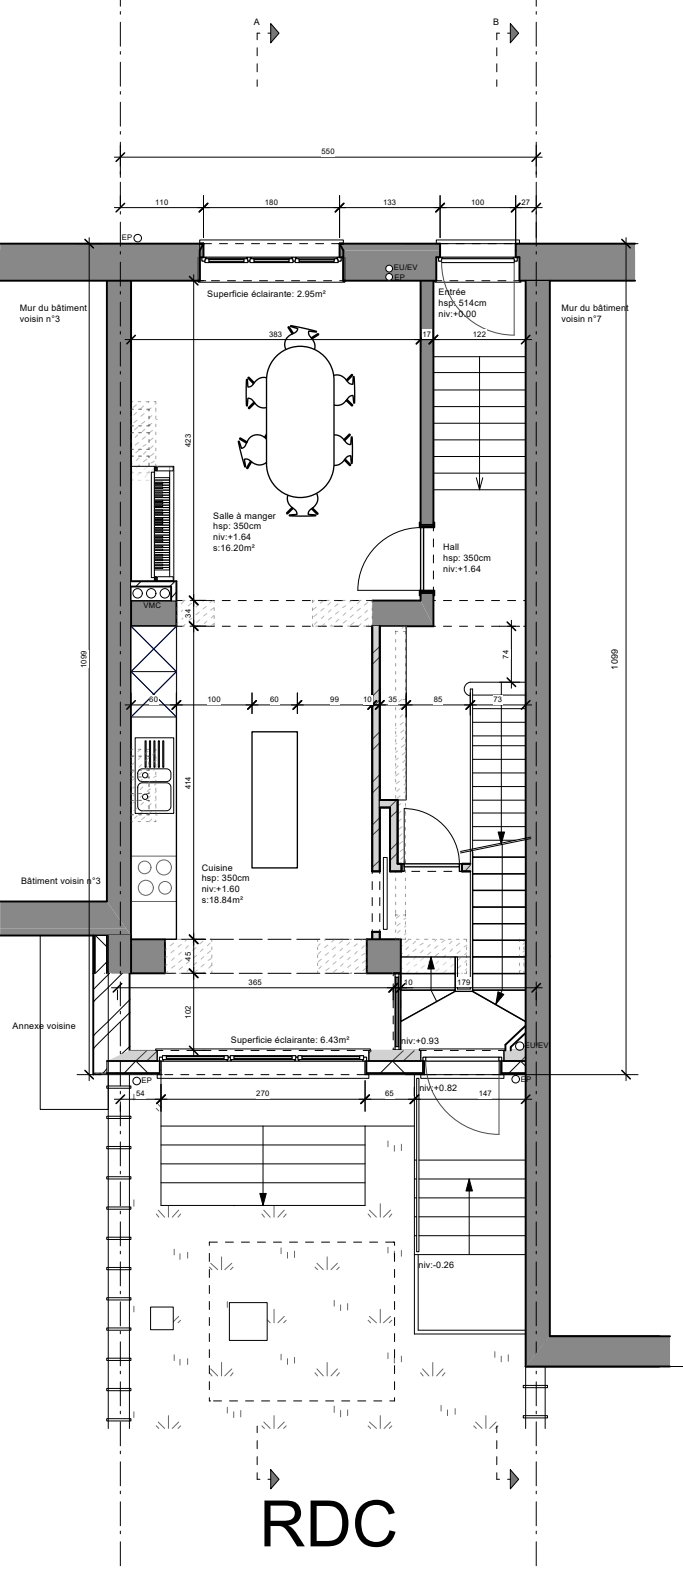 A
B
550
110
180
133
100
27
EP
EU/EV
EP
Superficie éclairante: 2.95m²
Entrée
hsp: 514cm
niv:+0.00
Mur du bâtiment
voisin n°3
Mur du bâtiment
voisin n°7
383
17
122
423
Salle à manger
hsp: 350cm
niv:+1.64
s:16.20m²
Hall
hsp: 350cm
niv:+1.64
VMC
34
1099
1099
74
60
100
60
99
10
35
85
73
414
Cuisine
hsp: 350cm
niv:+1.60
s:18.84m²
Bâtiment voisin n°3
45
365
10
179
102
Annexe voisine
Superficie éclairante: 6.43m²
niv:+0.93
EU/EV
EP
EP
niv:+0.82
54
270
65
147
niv:-0.26
RDC